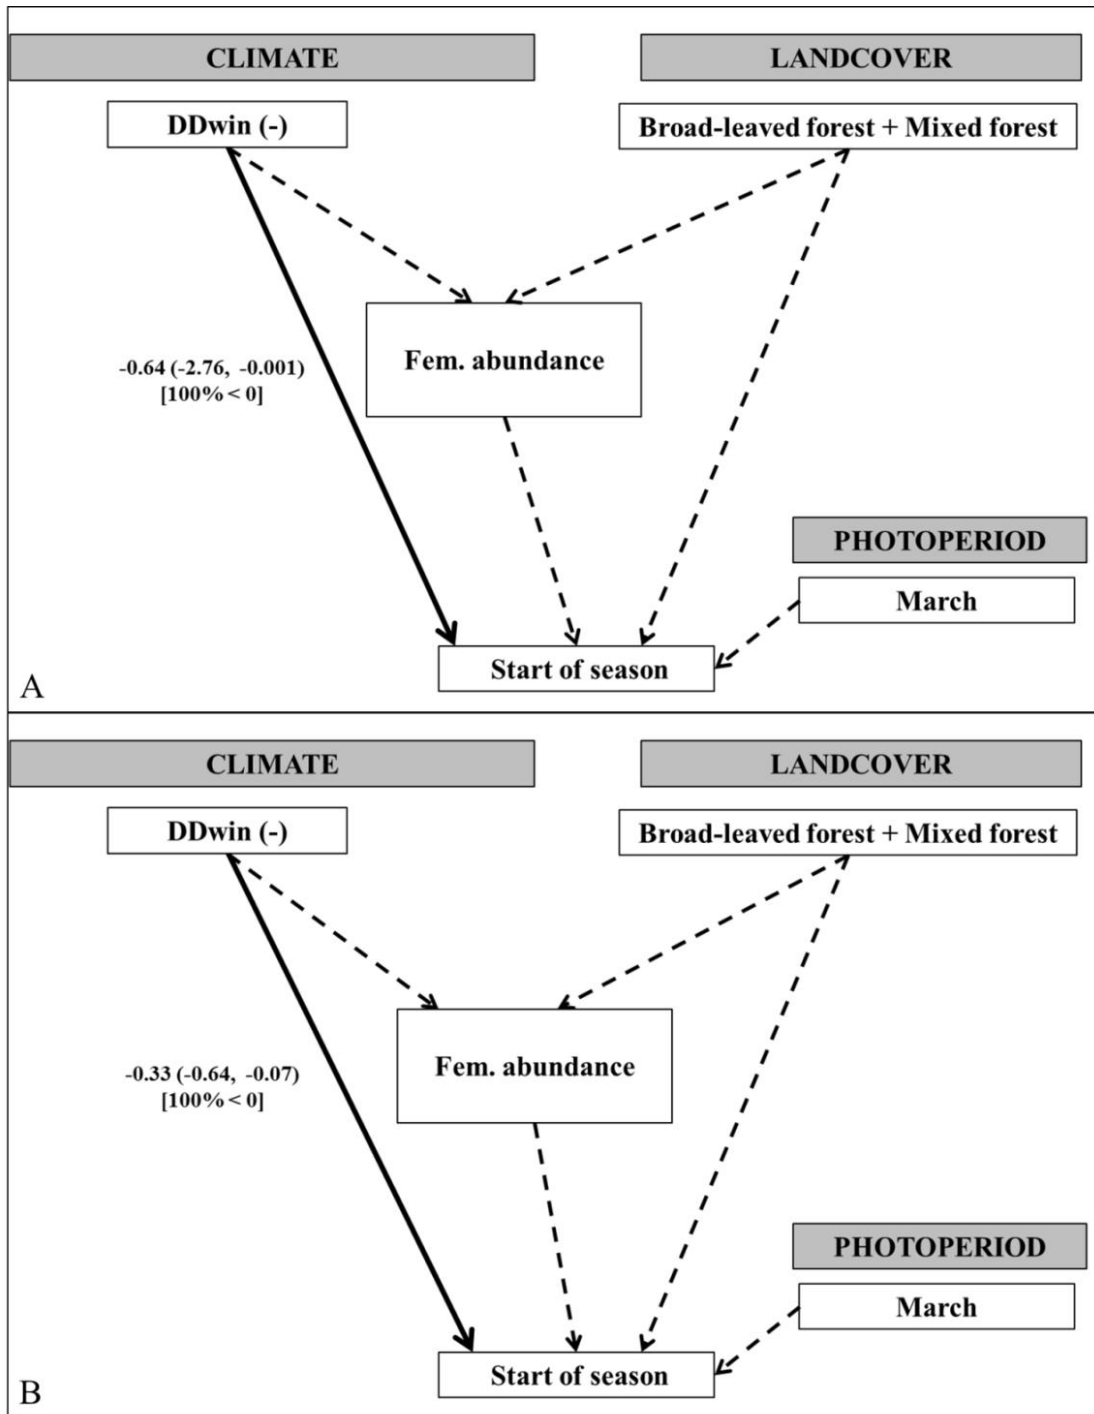 CLIMATE
LANDCOVER
DDwin (-)
Broad-leaved forest + Mixed forest
Fem. abundance
-0.64 (-2.76, -0.001)
[100% < 0]
PHOTOPERIOD
March
Start of season
A
CLIMATE
LANDCOVER
DDwin (-)
Broad-leaved forest + Mixed forest
Fem. abundance
-0.33 (-0.64, -0.07)
[100% < 0]
PHOTOPERIOD
March
Start of season
B